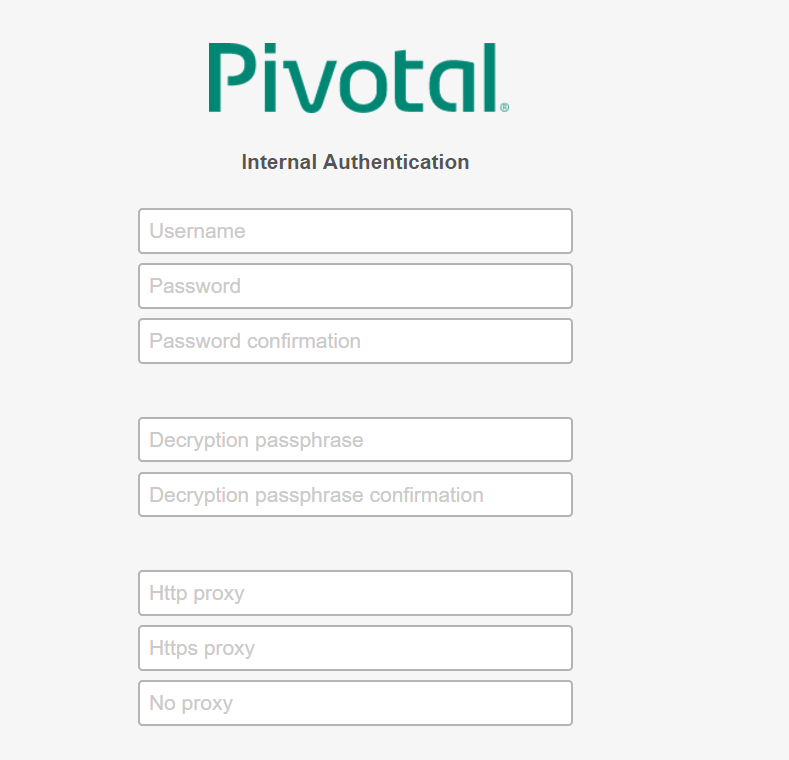 Pivotal®
Internal Authentication
Username
Password
Password confirmation
Decryption passphrase
Decryption passphrase confirmation
Http proxy
Https proxy
No proxy